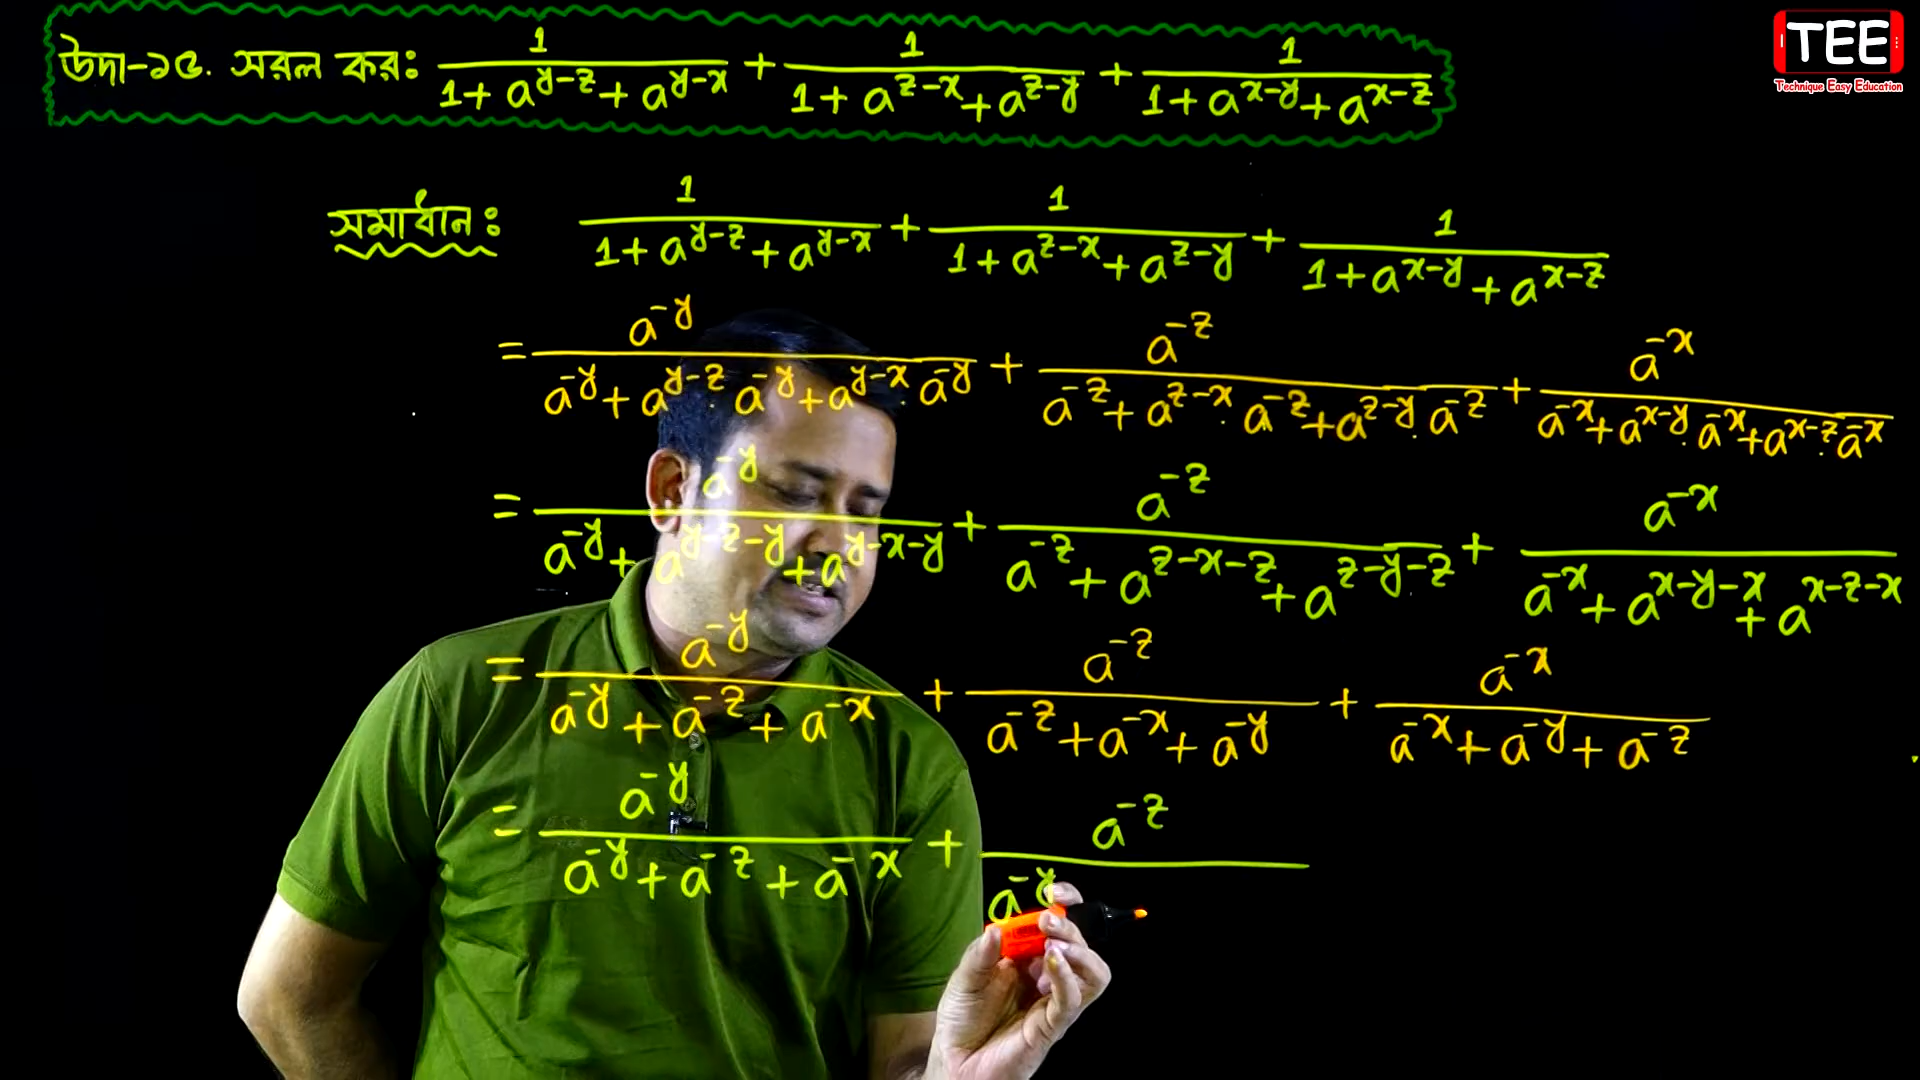 উদা-১৫. সরল করঃ 1/(1+a^(y-z)+a^(y-x)) + 1/(1+a^(z-x)+a^(z-y)) + 1/(1+a^(x-y)+a^(x-z))
TEE
Technique Easy Education
সমাধানঃ 1/(1+a^(y-z)+a^(y-x)) + 1/(1+a^(z-x)+a^(z-y)) + 1/(1+a^(x-y)+a^(x-z))
= a^(-y)/(a^(-y)+a^(y-z).a^(-y)+a^(y-x).a^(-y)) + a^(-z)/(a^(-z)+a^(z-x).a^(-z)+a^(z-y).a^(-z)) + a^(-x)/(a^(-x)+a^(x-y).a^(-x)+a^(x-z).a^(-x))
= a^(-y)/(a^(-y)+a^(y-z-y)+a^(y-x-y)) + a^(-z)/(a^(-z)+a^(z-x-z)+a^(z-y-z)) + a^(-x)/(a^(-x)+a^(x-y-x)+a^(x-z-x))
= a^(-y)/(a^(-y)+a^(-z)+a^(-x)) + a^(-z)/(a^(-z)+a^(-x)+a^(-y)) + a^(-x)/(a^(-x)+a^(-y)+a^(-z))
= a^(-y)/(a^(-y)+a^(-z)+a^(-x)) + a^(-z)/(a^(-y)